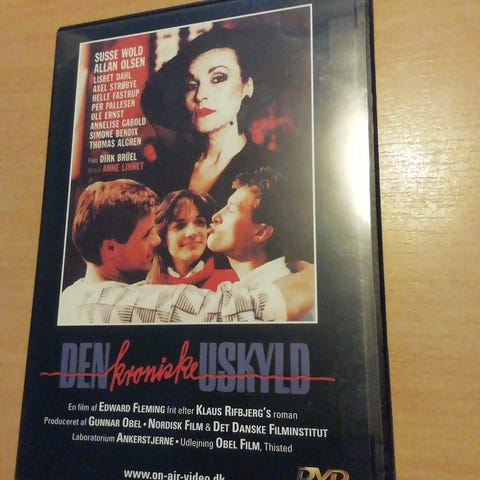 SUSSE WOLD
ALLAN OLSEN
LISBET DAHL
AXEL STRØBYE
HELLE FASTRUP
PER PALLESEN
OLE ERNST
ANNELISE GABOLD
SIMONE BENDIX
THOMAS ALGREN
Foto DIRK BRÜEL
Musik ANNE LINNET
DEN kroniske USKYLD
En film af EDWARD FLEMING frit efter KLAUS RIFBJERG'S roman
Produceret af GUNNAR OBEL • NORDISK FILM & DET DANSKE FILMINSTITUT
Laboratorium ANKERSTJERNE • Udlejning OBEL FILM, Thisted
www.on-air-video.dk
DVD